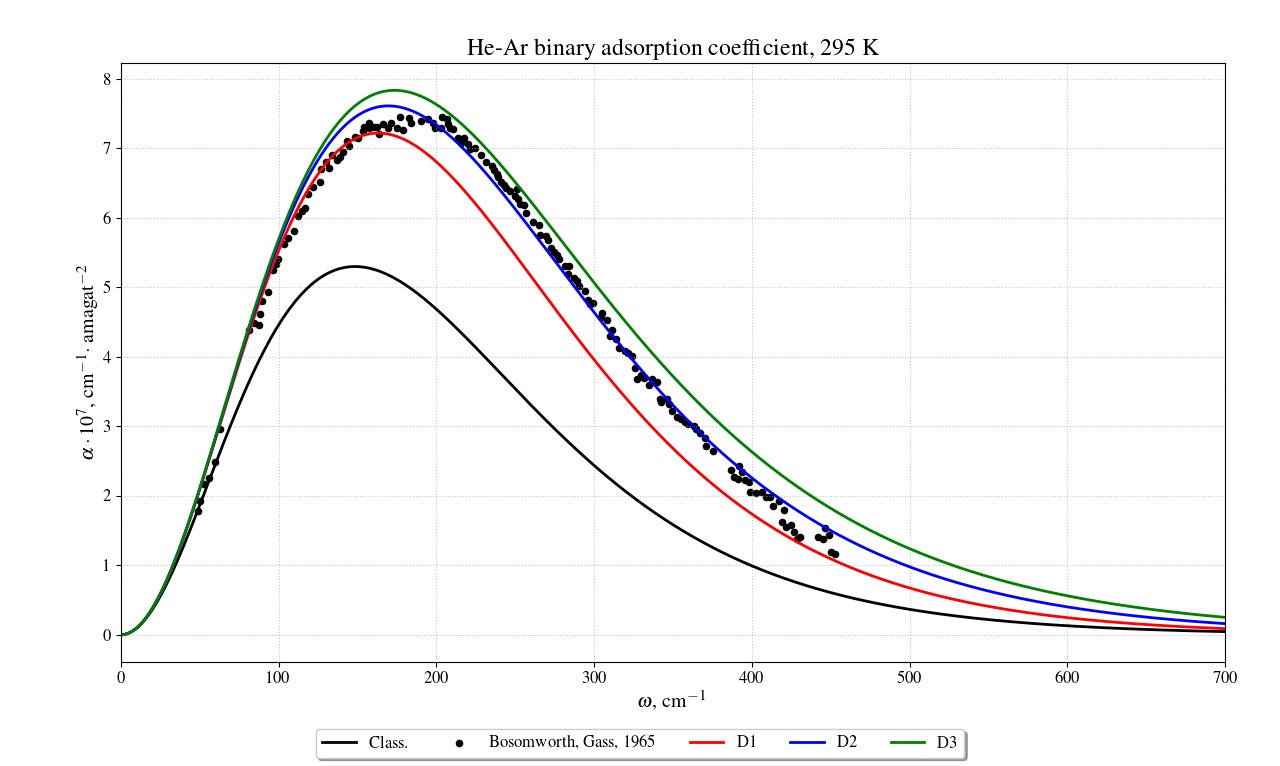 He-Ar binary adsorption coefficient, 295 K
α · 10⁷, cm⁻¹ · amagat⁻²
8
7
6
5
4
3
2
1
0
0 100 200 300 400 500 600 700
ω, cm⁻¹
Class. Bosomworth, Gass, 1965 D1 D2 D3